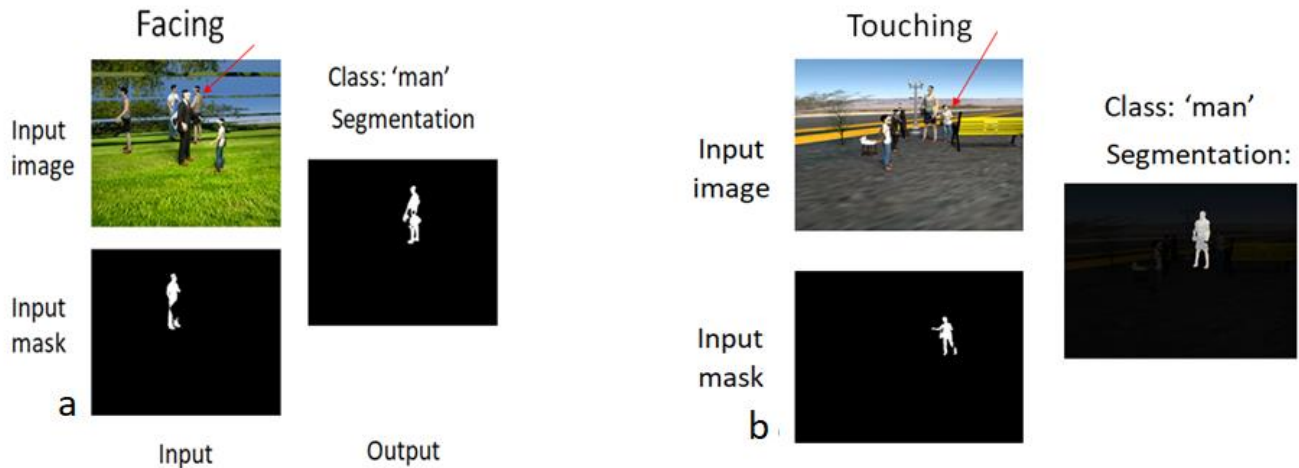 Facing
Class: ‘man’
Segmentation
Input
image
Input
mask
a
Input
Output
Touching
Class: ‘man’
Segmentation:
Input
image
Input
mask
b